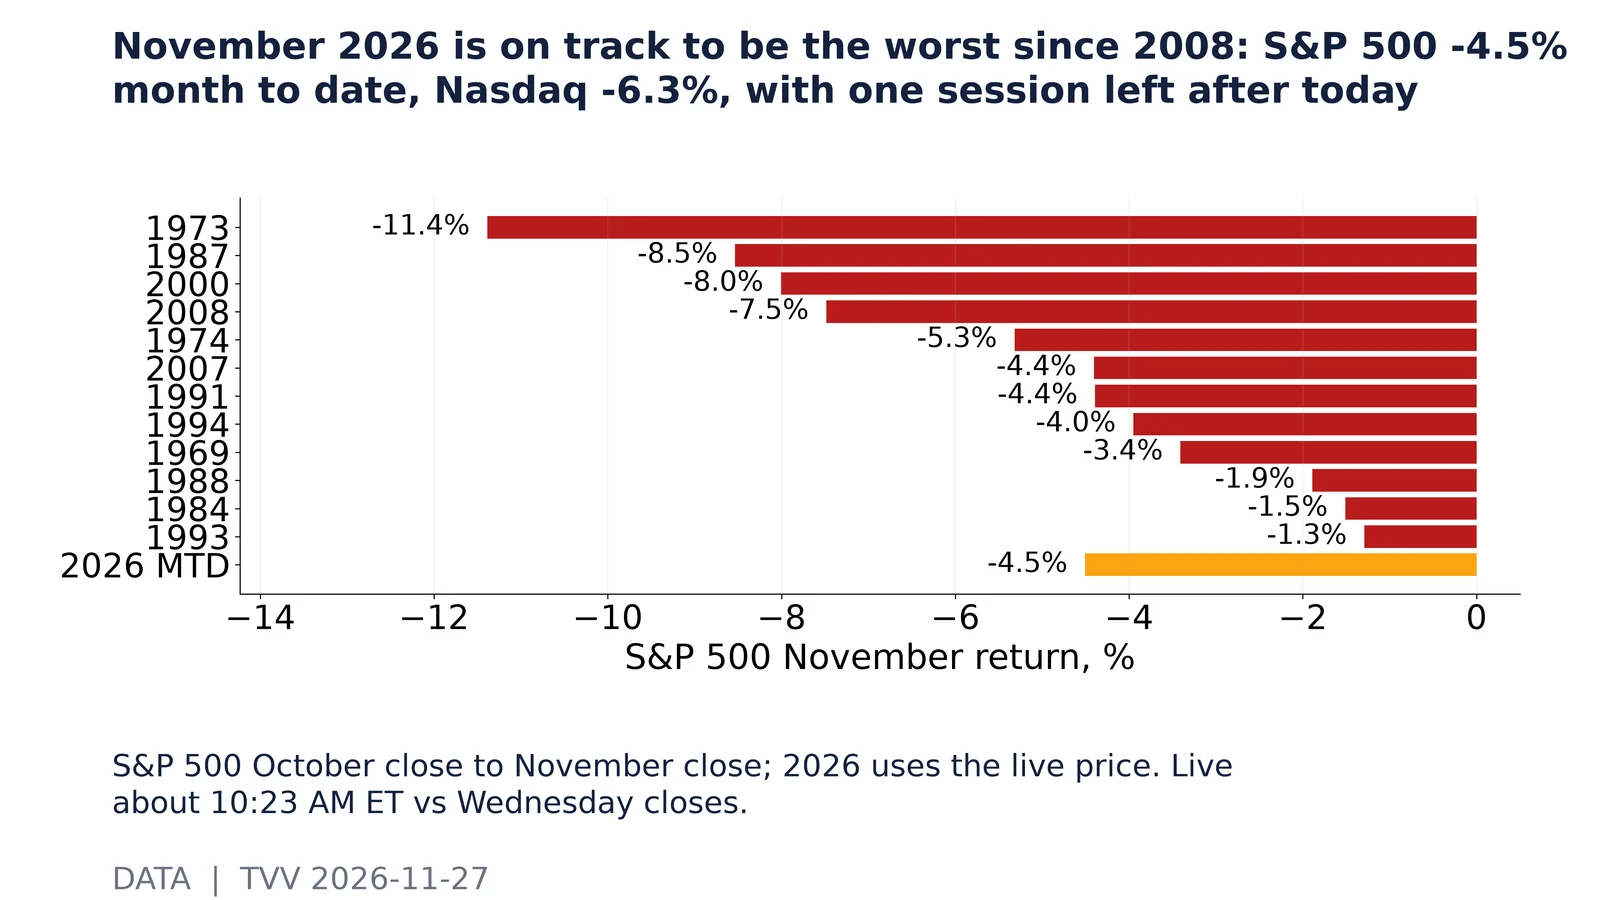 November 2026 is on track to be the worst since 2008: S&P 500 -4.5%
month to date, Nasdaq -6.3%, with one session left after today
1973 -11.4%
1987 -8.5%
2000 -8.0%
2008 -7.5%
1974 -5.3%
2007 -4.4%
1991 -4.4%
1994 -4.0%
1969 -3.4%
1988 -1.9%
1984 -1.5%
1993 -1.3%
2026 MTD -4.5%
−14 −12 −10 −8 −6 −4 −2 0
S&P 500 November return, %
S&P 500 October close to November close; 2026 uses the live price. Live
about 10:23 AM ET vs Wednesday closes.
DATA | TVV 2026-11-27